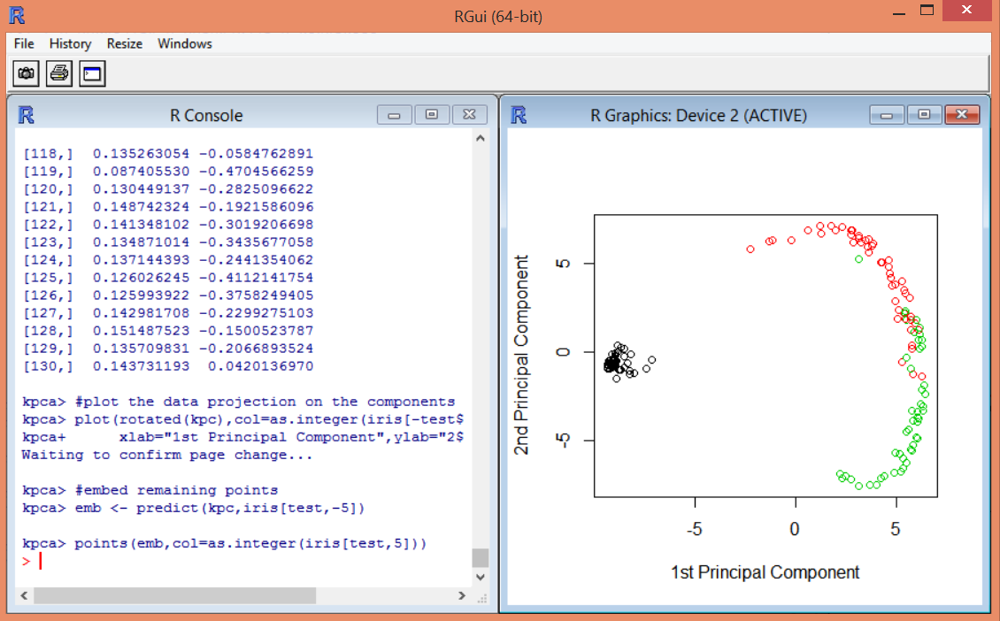 RGui (64-bit)
File History Resize Windows
R Console
[118,]  0.135263054 -0.0584762891
[119,]  0.087405530 -0.4704566259
[120,]  0.130449137 -0.2825096622
[121,]  0.148742324 -0.1921586096
[122,]  0.141348102 -0.3019206698
[123,]  0.134871014 -0.3435677058
[124,]  0.137144393 -0.2441354062
[125,]  0.126026245 -0.4112141754
[126,]  0.125993922 -0.3758249405
[127,]  0.142981708 -0.2299275103
[128,]  0.151487523 -0.1500523787
[129,]  0.135709831 -0.2066893524
[130,]  0.143731193  0.0420136970
kpca> #plot the data projection on the components
kpca> plot(rotated(kpc),col=as.integer(iris[-test$
kpca+      xlab="1st Principal Component",ylab="2$
Waiting to confirm page change...
kpca> #embed remaining points
kpca> emb <- predict(kpc,iris[test,-5])
kpca> points(emb,col=as.integer(iris[test,5]))
>
R Graphics: Device 2 (ACTIVE)
2nd Principal Component
5
0
-5
-5 0 5
1st Principal Component